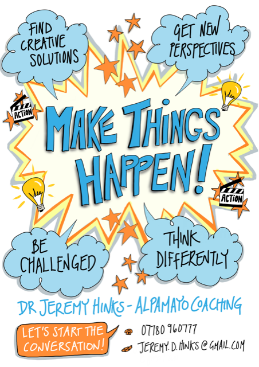 FIND
CREATIVE
SOLUTIONS
GET NEW
PERSPECTIVES
ACTION
MAKE THINGS
HAPPEN!
ACTION
BE
CHALLENGED
THINK
DIFFERENTLY
DR JEREMY HINKS - ALPAMAYO COACHING
LET'S START THE
CONVERSATION!
07780 960777
JEREMY.D.HINKS@GMAIL.COM